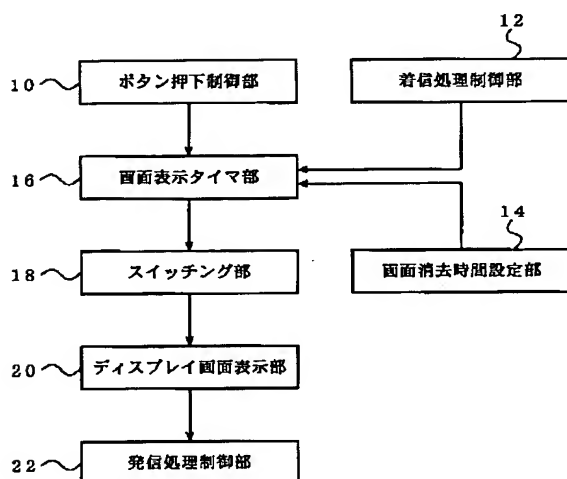 12
10 ボタン押下制御部
着信処理制御部
16 画面表示タイマ部
14
18 スイッチング部
画面消去時間設定部
20 ディスプレイ画面表示部
22 発信処理制御部